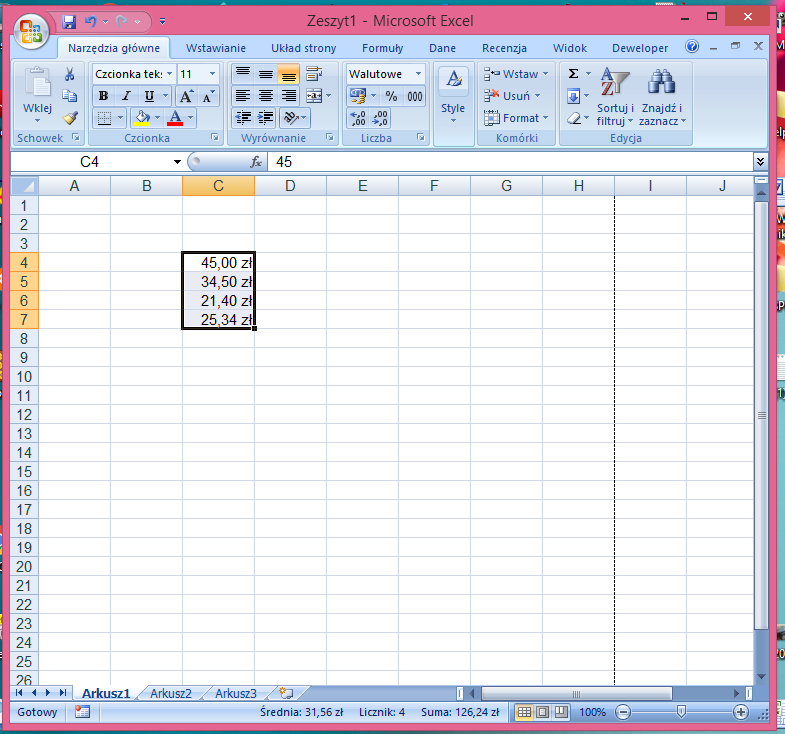 Zeszyt1 - Microsoft Excel
Narzędzia główne Wstawianie Układ strony Formuły Dane Recenzja Widok Deweloper
Wklej
Schowek
Czcionka teks 11
B I U A A
A
Czcionka
Wyrównanie
Walutowe
% 000
,0 ,00 ,00 ,0
Liczba
A
Style
Wstaw
Usuń
Format
Komórki
Σ
A
Z
Sortuj i filtruj
Znajdź i zaznacz
Edycja
C4 fx 45
A B C D E F G H I J
1
2
3
4 45,00 zł
5 34,50 zł
6 21,40 zł
7 25,34 zł
8
9
10
11
12
13
14
15
16
17
18
19
20
21
22
23
24
25
26
Arkusz1 Arkusz2 Arkusz3
Gotowy Średnia: 31,56 zł Licznik: 4 Suma: 126,24 zł 100%